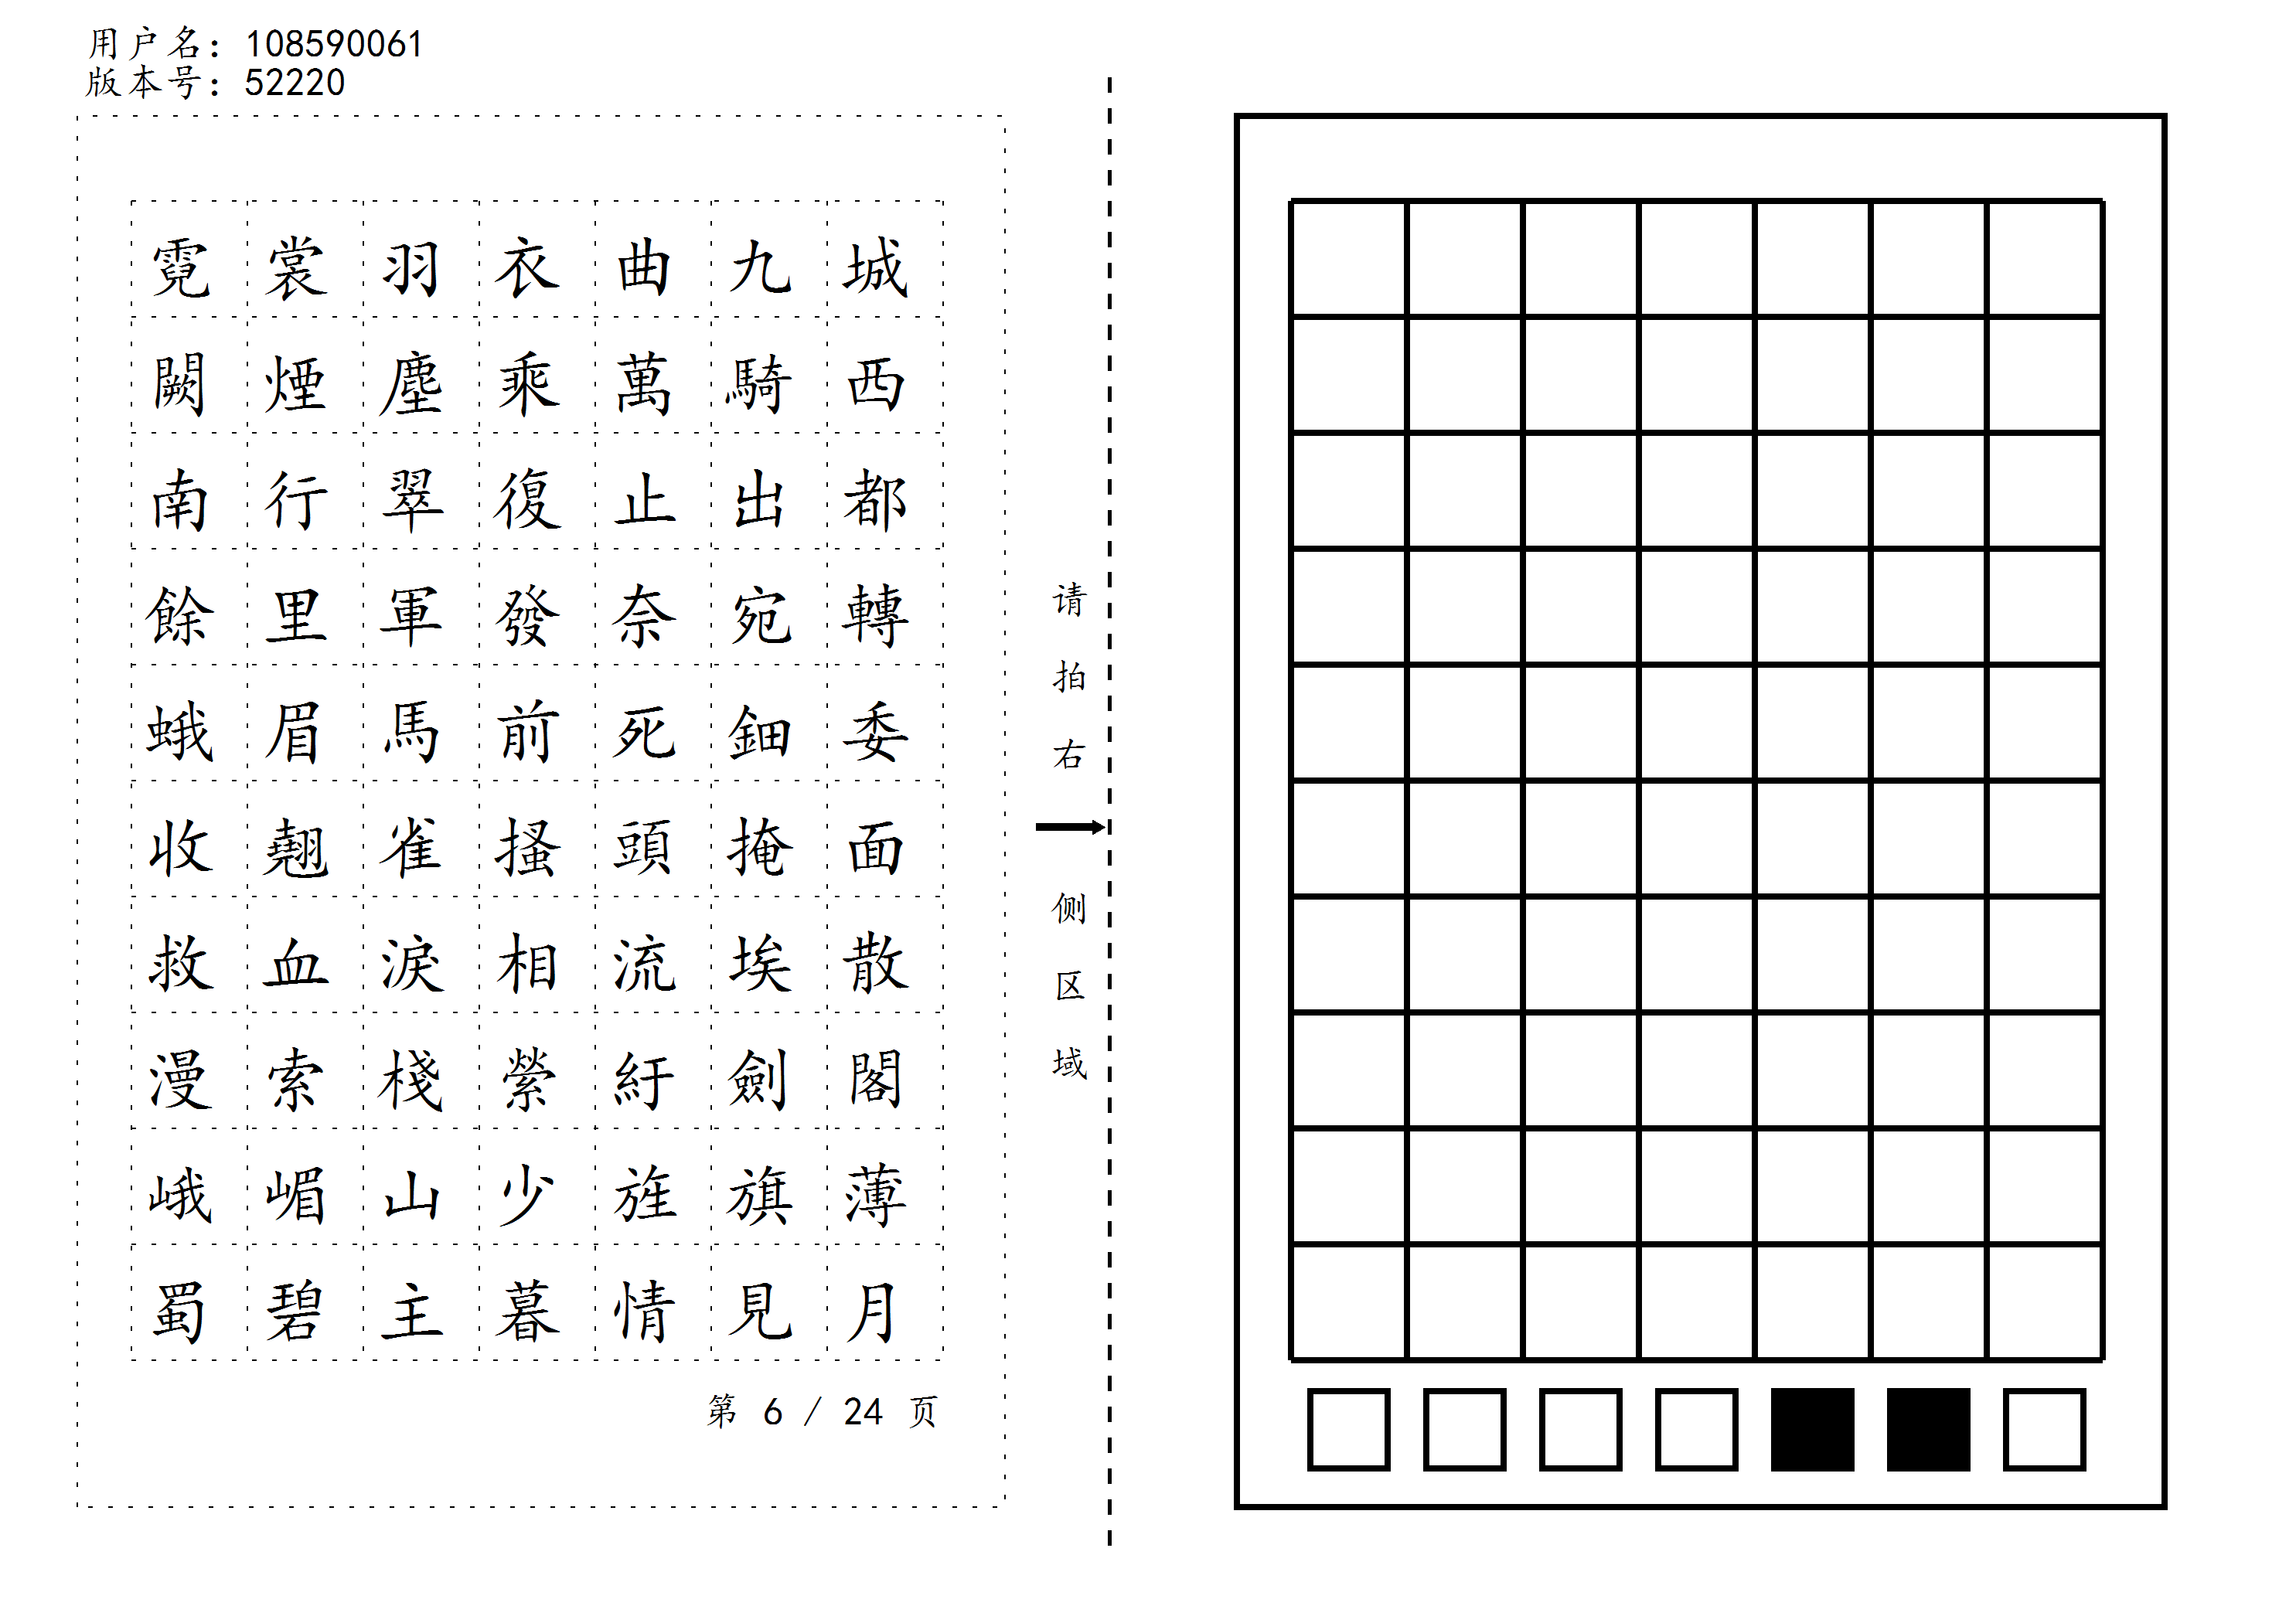 用户名: 108590061
版本号: 52220
霓裳羽衣曲九城
闕煙塵乘萬騎西
南行翠復止出都
餘里軍發奈宛轉
蛾眉馬前死鈿委
收翹雀搔頭掩面
救血淚相流埃散
漫索棧縈紆劍閣
峨嵋山少旌旗薄
蜀碧主暮情見月
第 6 / 24 页
请拍右侧区域